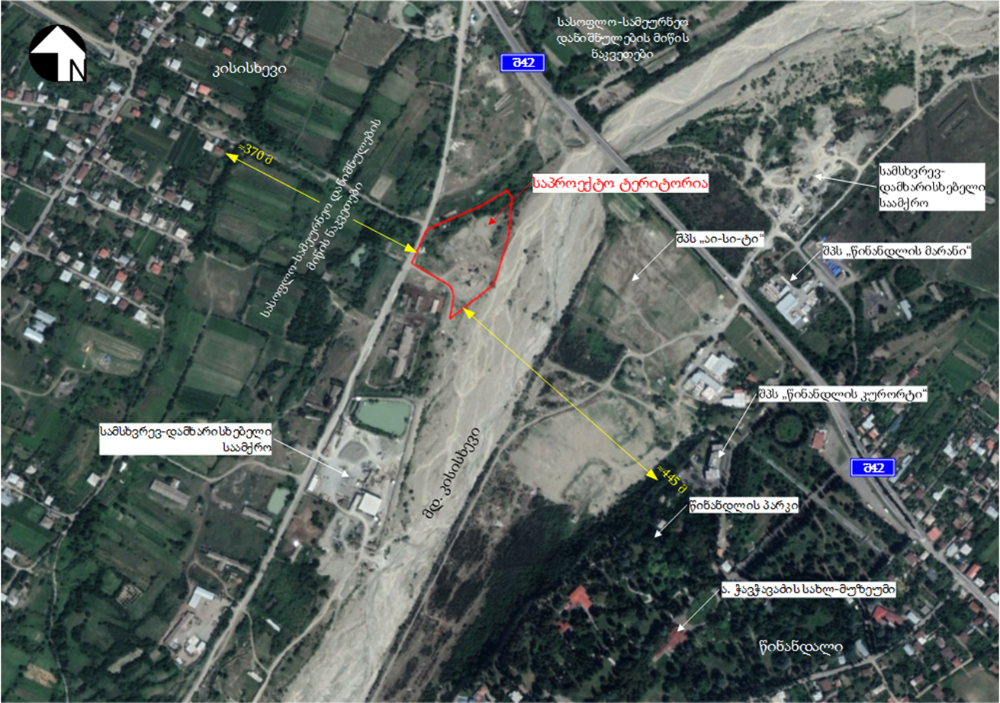 სასოფლო-სამეურნეო
დანიშნულების მიწის
ნაკვეთები
შ42
N
კისისხევი
≈370 მ
სასოფლო-სამეურნეო დანიშნულების
მიწის ნაკვეთები
საპროექტო ტერიტორია
სამსხვრევ-
დამხარისხებელი
საამქრო
შპს „აი-სი-ტი“
შპს „წინანდლის მარანი“
შპს „წინანდლის კურორტი“
სამსხვრევ-დამხარისხებელი
საამქრო
მდ. კისისხევი
შ42
≈445 მ
წინანდლის პარკი
ა. ჭავჭავაძის სახლ-მუზეუმი
წინანდალი